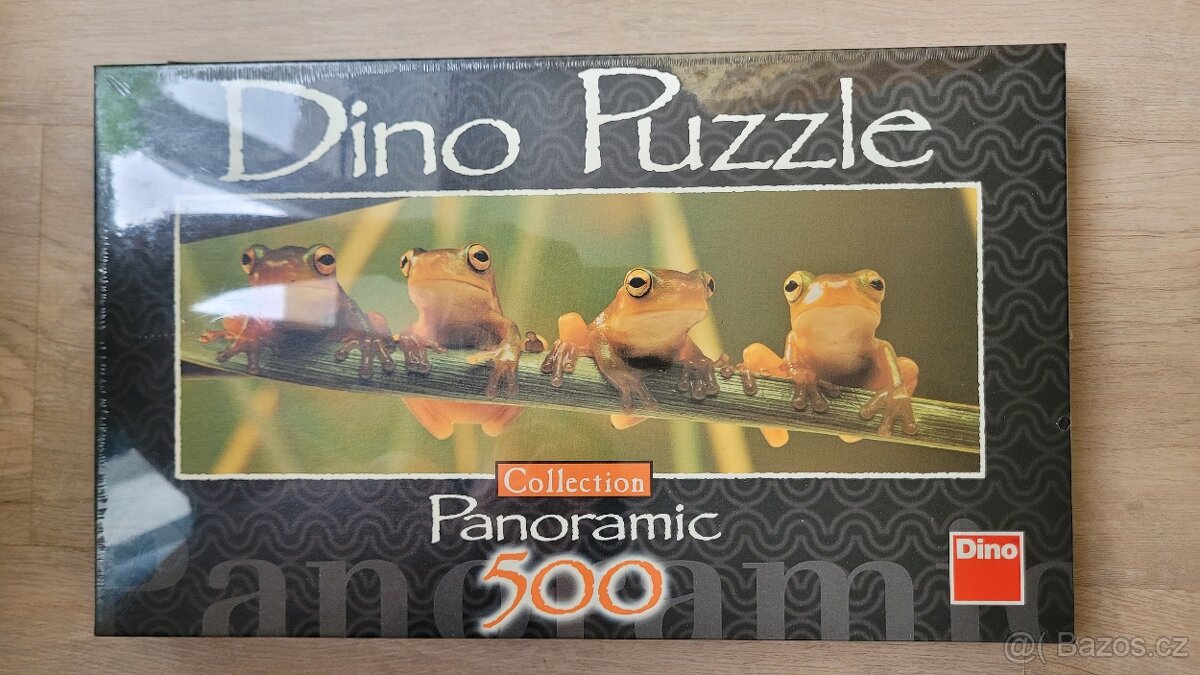 Dino Puzzle
Collection
Panoramic
500
Dino
Panoramic
@( Bazos.cz